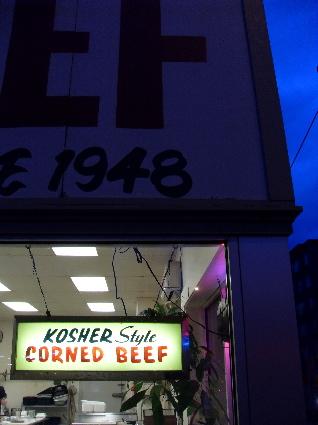 EF
E 1948
KOSHER Style
CORNED BEEF